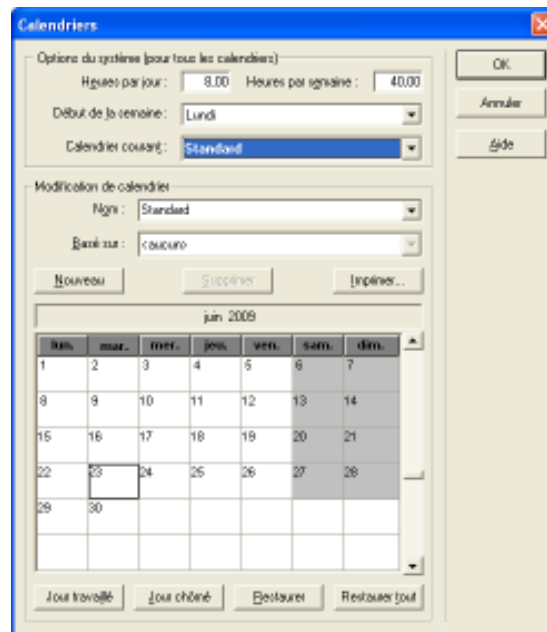 Calendriers
Options du système (pour tous les calendriers)
Heures par jour : 8.00 Heures par semaine : 40.00
Début de la semaine : Lundi
Calendrier courant : Standard
OK
Annuler
Aide
Modification de calendrier
Nom : Standard
Basé sur : <aucun>
Nouveau Supprimer Imprimer...
juin 2009
lun. mar. mer. jeu. ven. sam. dim.
1 2 3 4 5 6 7
8 9 10 11 12 13 14
15 16 17 18 19 20 21
22 23 24 25 26 27 28
29 30
Jour travaillé Jour chômé Restaurer Restaurer tout